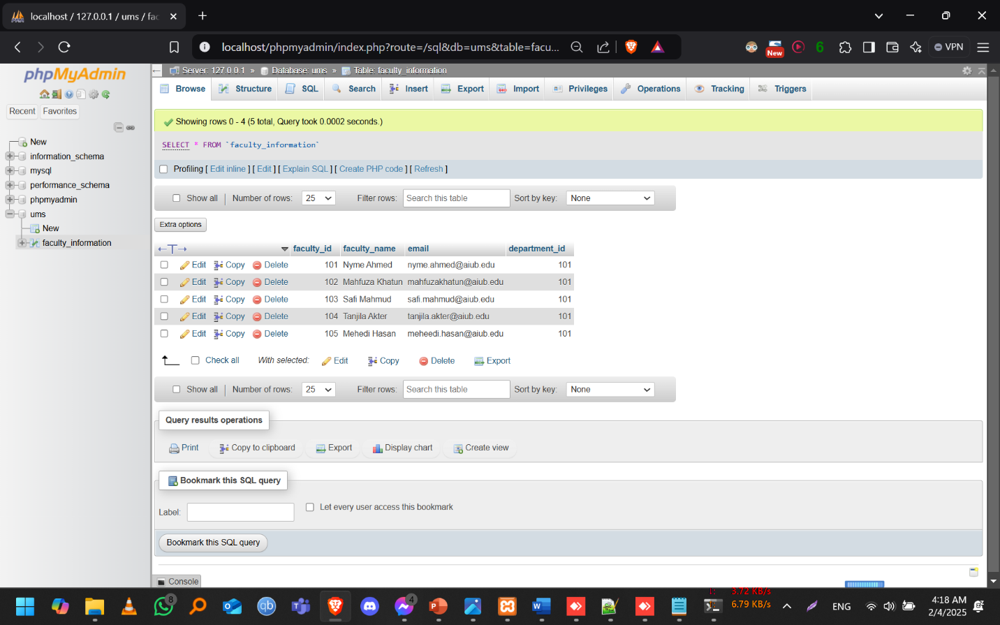 localhost / 127.0.0.1 / ums / fac
localhost/phpmyadmin/index.php?route=/sql&db=ums&table=facu...
New
6
VPN
phpMyAdmin
Recent Favorites
New
information_schema
mysql
performance_schema
phpmyadmin
ums
New
faculty_information
Server: 127.0.0.1 » Database: ums » Table: faculty_information
Browse Structure SQL Search Insert Export Import Privileges Operations Tracking Triggers
Showing rows 0 - 4 (5 total, Query took 0.0002 seconds.)
SELECT * FROM `faculty_information`
Profiling [ Edit inline ] [ Edit ] [ Explain SQL ] [ Create PHP code ] [ Refresh ]
Show all | Number of rows: 25 Filter rows: Search this table Sort by key: None
Extra options
←T→ faculty_id faculty_name email department_id
Edit Copy Delete 101 Nyme Ahmed nyme.ahmed@aiub.edu 101
Edit Copy Delete 102 Mahfuza Khatun mahfuzakhatun@aiub.edu 101
Edit Copy Delete 103 Safi Mahmud safi.mahmud@aiub.edu 101
Edit Copy Delete 104 Tanjila Akter tanjila.akter@aiub.edu 101
Edit Copy Delete 105 Mehedi Hasan meheedi.hasan@aiub.edu 101
Check all With selected: Edit Copy Delete Export
Show all | Number of rows: 25 Filter rows: Search this table Sort by key: None
Query results operations
Print Copy to clipboard Export Display chart Create view
Bookmark this SQL query
Label: Let every user access this bookmark
Bookmark this SQL query
Console
8
qb
4
3.72 KB/s
6.79 KB/s
ENG
4:18 AM
2/4/2025